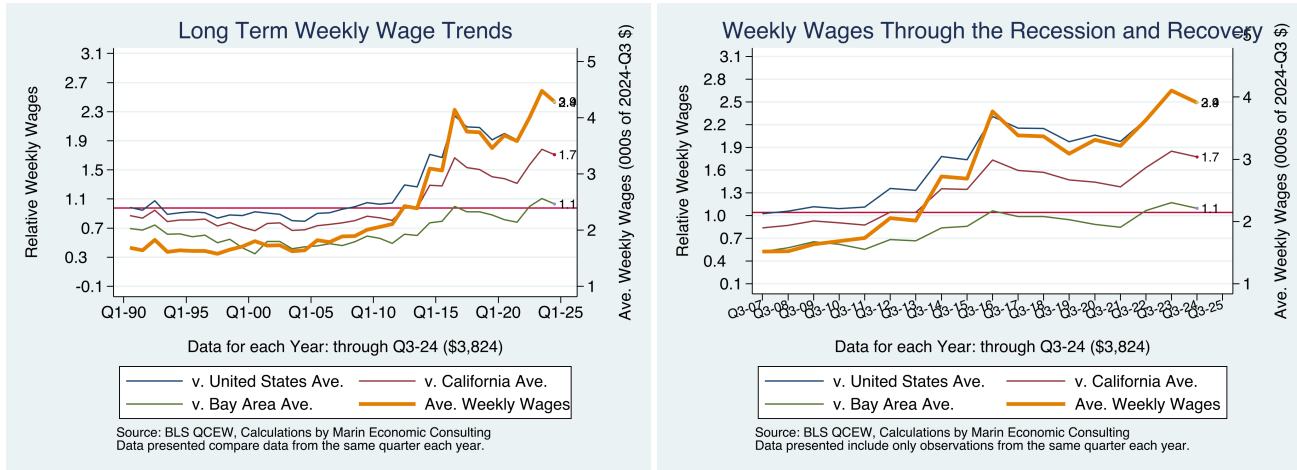 Long Term Weekly Wage Trends
Relative Weekly Wages
3.1
2.7
2.3
1.9
1.5
1.1
0.7
0.3
-0.1
5
4
3
2
1
Ave. Weekly Wages (000s of 2024-Q3 $)
1.7
1.1
Q1-90 Q1-95 Q1-00 Q1-05 Q1-10 Q1-15 Q1-20 Q1-25
Data for each Year: through Q3-24 ($3,824)
v. United States Ave. v. California Ave.
v. Bay Area Ave. Ave. Weekly Wages
Source: BLS QCEW, Calculations by Marin Economic Consulting
Data presented compare data from the same quarter each year.
Weekly Wages Through the Recession and Recovery
Relative Weekly Wages
3.1
2.8
2.5
2.2
1.9
1.6
1.3
1.0
0.7
0.4
0.1
5
4
3
2
1
Ave. Weekly Wages (000s of 2024-Q3 $)
1.7
1.1
Q3-07 Q3-08 Q3-09 Q3-10 Q3-11 Q3-12 Q3-13 Q3-14 Q3-15 Q3-16 Q3-17 Q3-18 Q3-19 Q3-20 Q3-21 Q3-22 Q3-23 Q3-24 Q3-25
Data for each Year: through Q3-24 ($3,824)
v. United States Ave. v. California Ave.
v. Bay Area Ave. Ave. Weekly Wages
Source: BLS QCEW, Calculations by Marin Economic Consulting
Data presented include only observations from the same quarter each year.